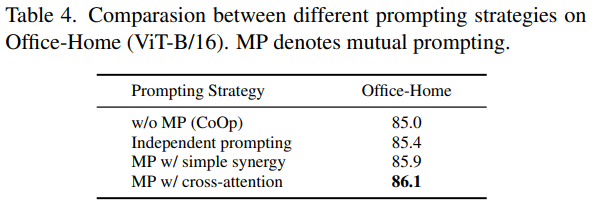 Table 4. Comparasion between different prompting strategies on
Office-Home (ViT-B/16). MP denotes mutual prompting.
Prompting Strategy Office-Home
w/o MP (CoOp) 85.0
Independent prompting 85.4
MP w/ simple synergy 85.9
MP w/ cross-attention 86.1